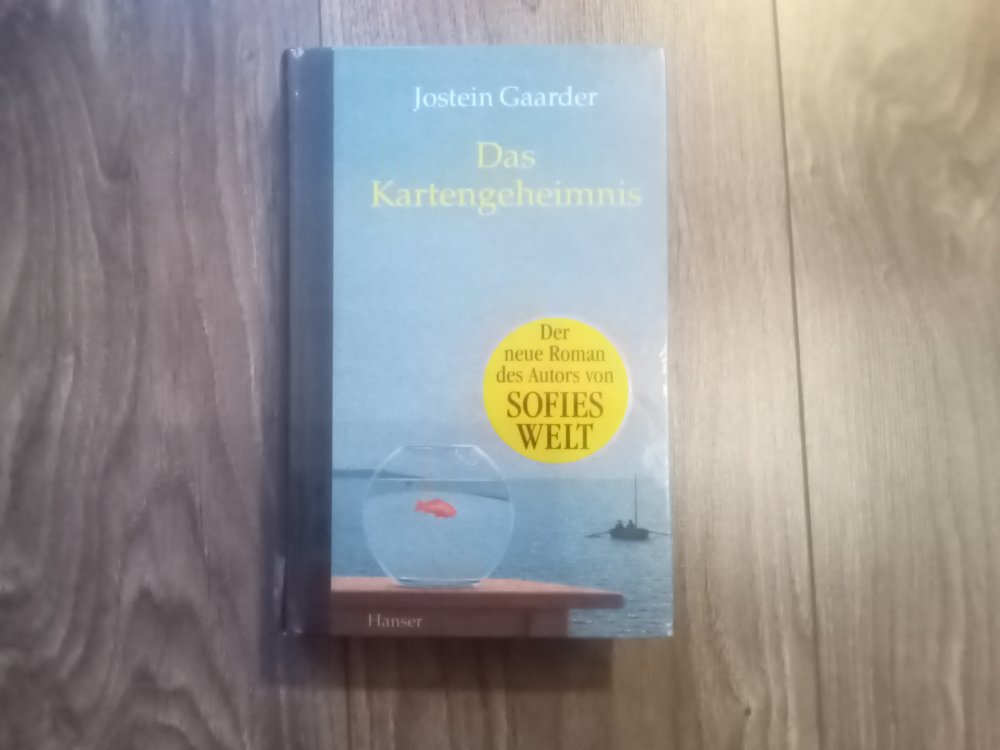 Jostein Gaarder
Das
Kartengeheimnis
Der
neue Roman
des Autors von
SOFIES
WELT
Hanser